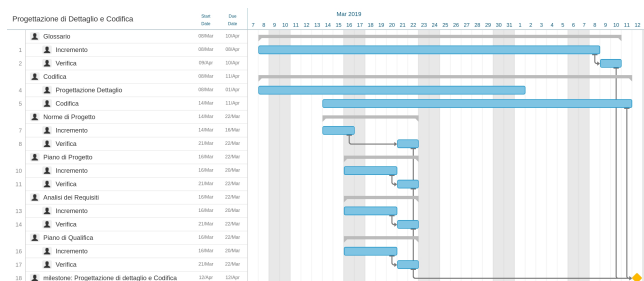 Mar 2019
Progettazione di Dettaglio e Codifica Start Date Due Date 7 8 9 10 11 12 13 14 15 16 17 18 19 20 21 22 23 24 25 26 27 28 29 30 31 1 2 3 4 5 6 7 8 9 10 11 12
Glossario 08/Mar 10/Apr
1 Incremento 08/Mar 08/Apr
2 Verifica 09/Apr 10/Apr
Codifica 08/Mar 11/Apr
4 Progettazione Dettaglio 08/Mar 01/Apr
5 Codifica 14/Mar 11/Apr
Norme di Progetto 14/Mar 22/Mar
7 Incremento 14/Mar 16/Mar
8 Verifica 21/Mar 22/Mar
Piano di Progetto 16/Mar 22/Mar
10 Incremento 16/Mar 20/Mar
11 Verifica 21/Mar 22/Mar
Analisi dei Requisiti 16/Mar 22/Mar
13 Incremento 16/Mar 20/Mar
14 Verifica 21/Mar 22/Mar
Piano di Qualifica 16/Mar 22/Mar
16 Incremento 16/Mar 20/Mar
17 Verifica 21/Mar 22/Mar
18 milestone: Progettazione di dettaglio e Codifica 12/Apr 12/Apr